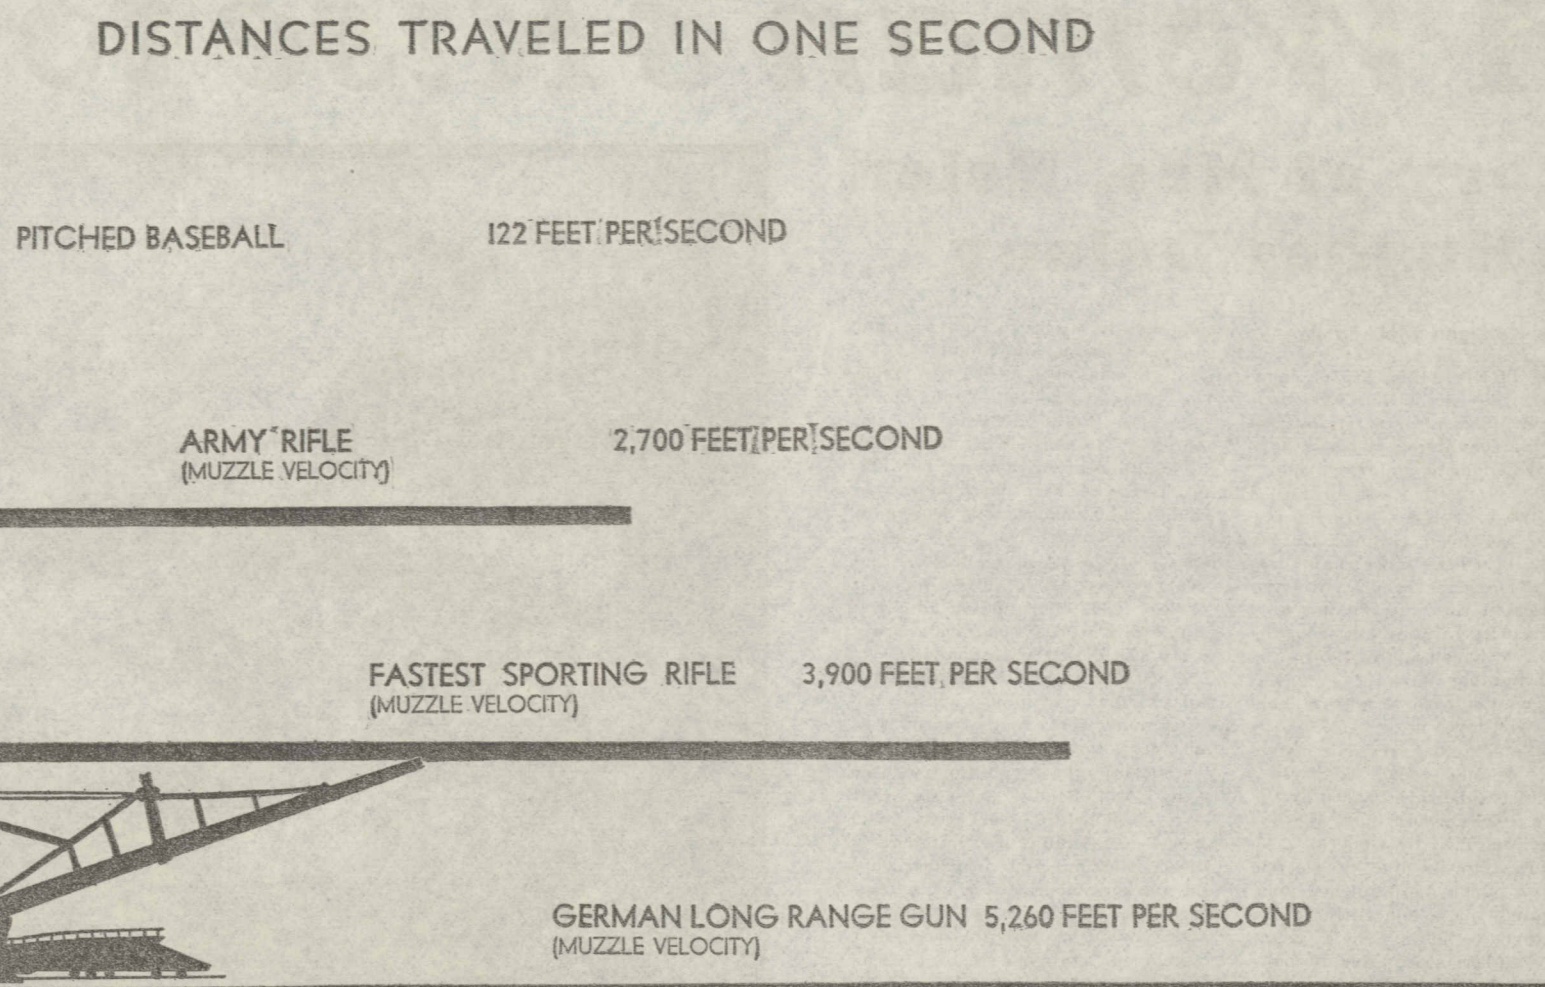 DISTANCES TRAVELED IN ONE SECOND
PITCHED BASEBALL 122 FEET PER SECOND
ARMY RIFLE 2,700 FEET PER SECOND
(MUZZLE VELOCITY)
FASTEST SPORTING RIFLE 3,900 FEET PER SECOND
(MUZZLE VELOCITY)
GERMAN LONG RANGE GUN 5,260 FEET PER SECOND
(MUZZLE VELOCITY)